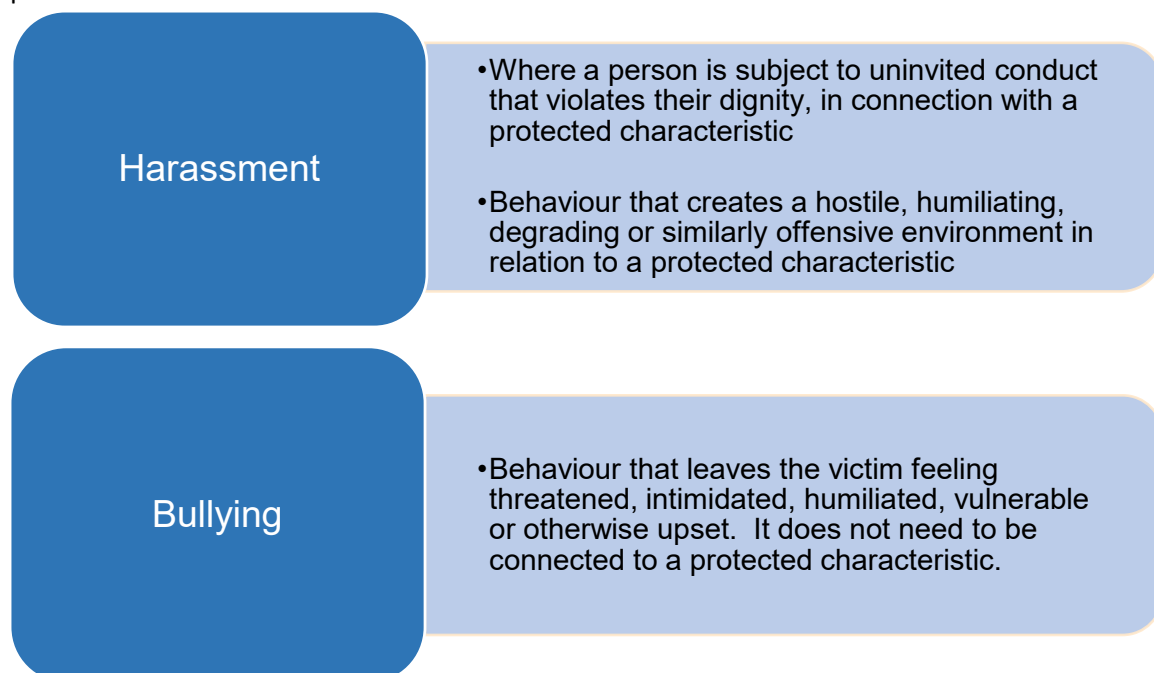 Harassment
•Where a person is subject to uninvited conduct
that violates their dignity, in connection with a
protected characteristic
•Behaviour that creates a hostile, humiliating,
degrading or similarly offensive environment in
relation to a protected characteristic
Bullying
•Behaviour that leaves the victim feeling
threatened, intimidated, humiliated, vulnerable
or otherwise upset.  It does not need to be
connected to a protected characteristic.